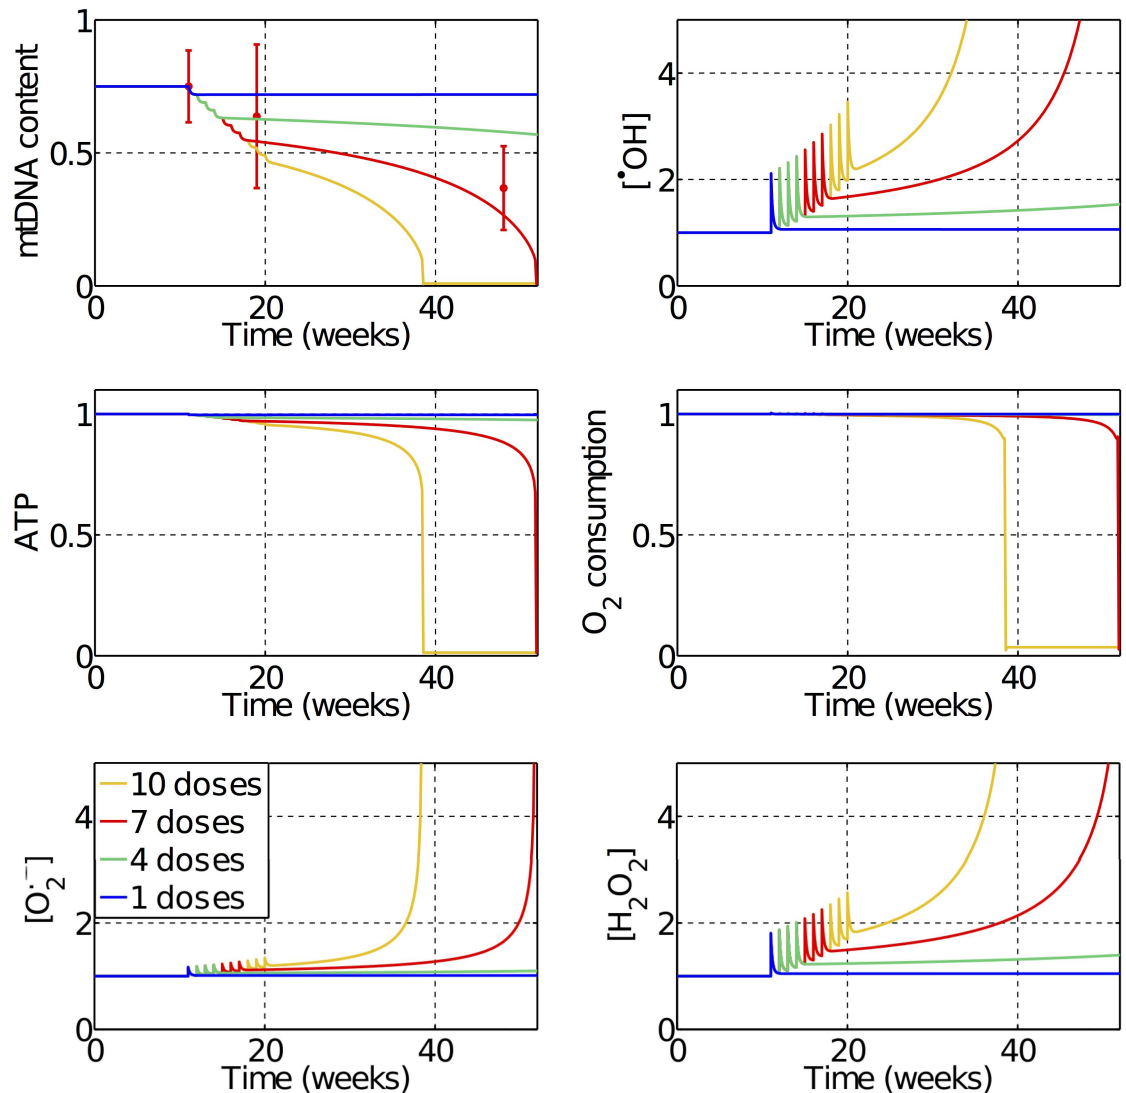 1
0.5
0
mtDNA content
0
20
40
Time (weeks)
4
2
0
[•OH]
0
20
40
Time (weeks)
1
0.5
0
ATP
0
20
40
Time (weeks)
1
0.5
0
O2 consumption
0
20
40
Time (weeks)
4
2
0
[O2·−]
10 doses
7 doses
4 doses
1 doses
0
20
40
Time (weeks)
4
2
0
[H2O2]
0
20
40
Time (weeks)